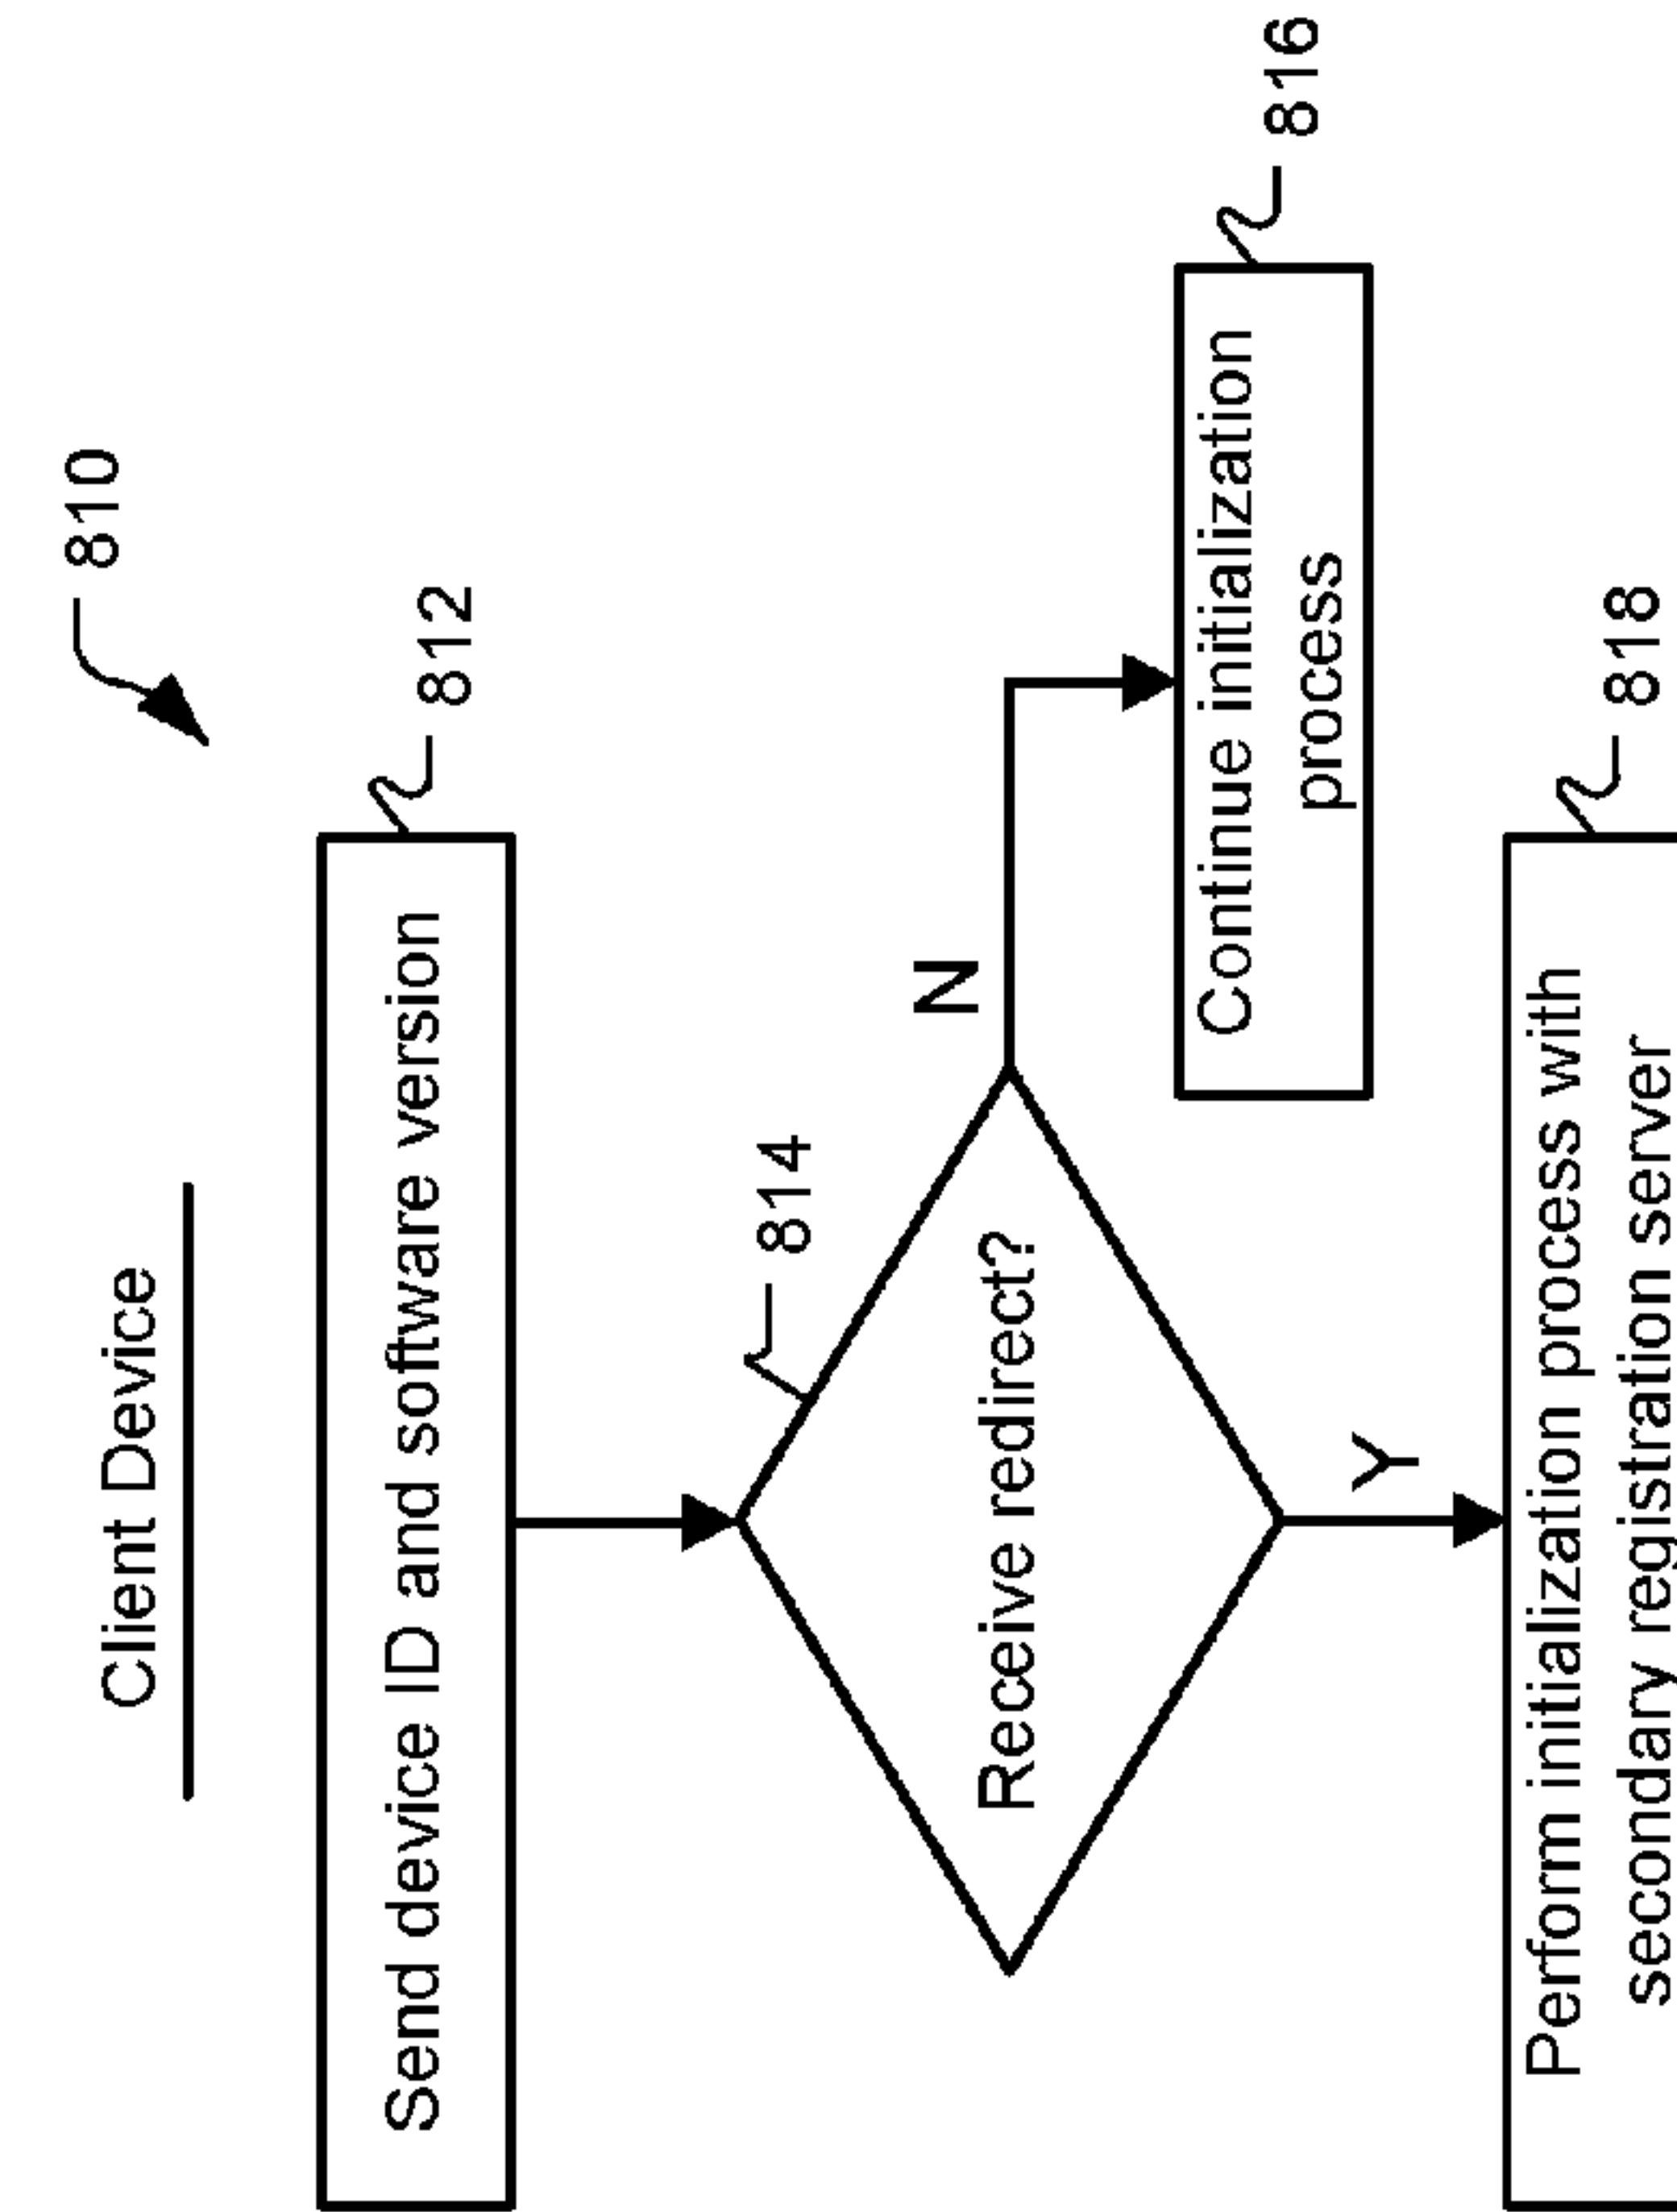 Client Device
810
Send device ID and software version
812
814
Receive redirect?
N
Continue initialization
process
816
Y
Perform initialization process with
secondary registration server
818